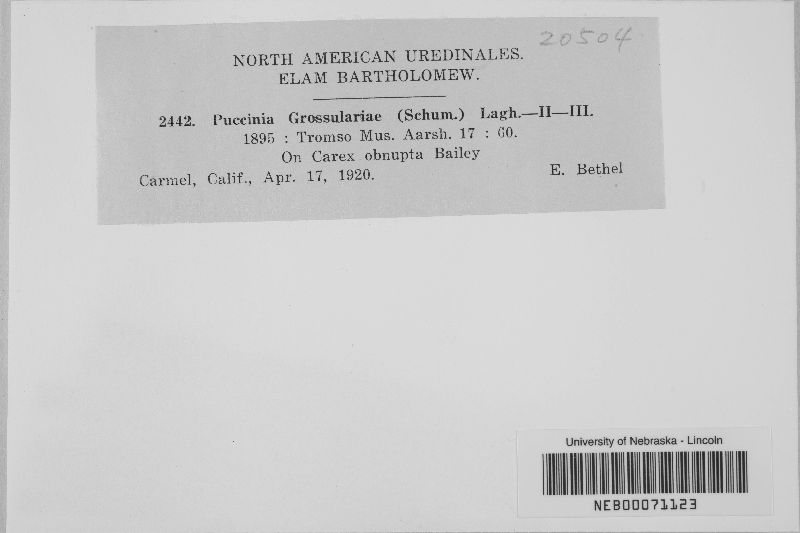 20504
NORTH AMERICAN UREDINALES.
ELAM BARTHOLOMEW.
2442. Puccinia Grossulariae (Schum.) Lagh.—II—III.
1895 : Tromso Mus. Aarsh. 17 : 60.
On Carex obnupta Bailey
Carmel, Calif., Apr. 17, 1920. E. Bethel
University of Nebraska - Lincoln
NEB00071123